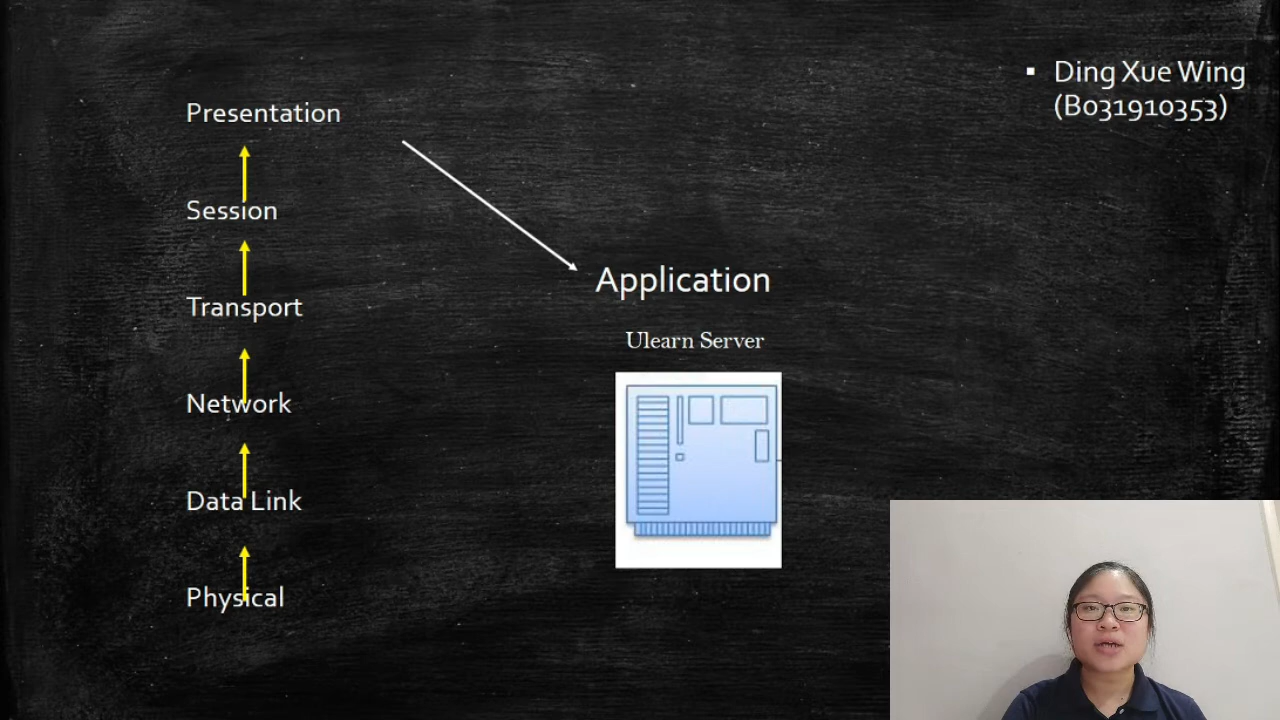 Ding Xue Wing
(B031910353)
Presentation
Session
Transport
Application
Ulearn Server
Network
Data Link
Physical